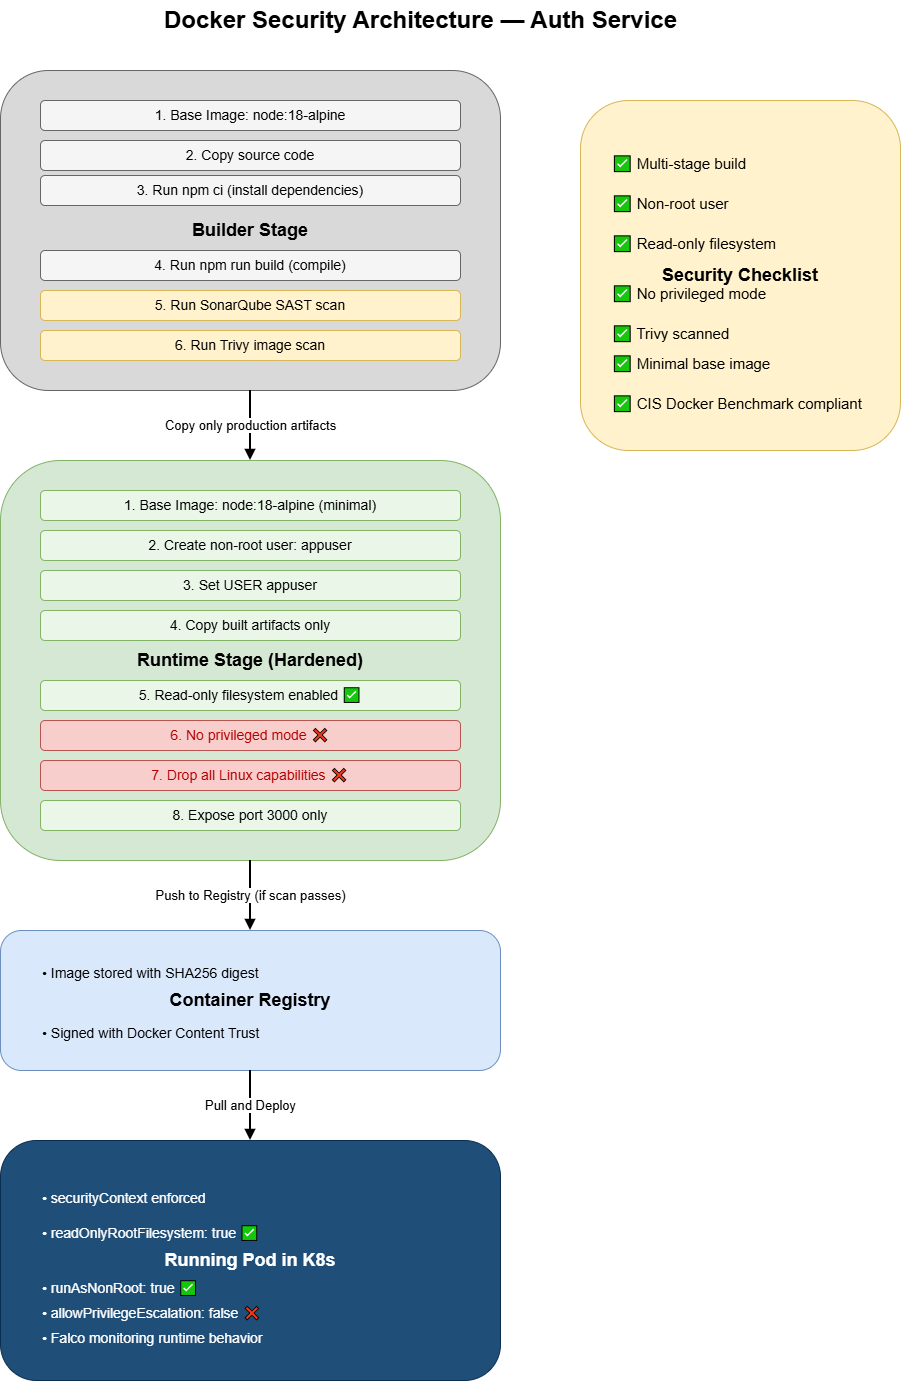 Docker Security Architecture — Auth Service
1. Base Image: node:18-alpine
2. Copy source code
3. Run npm ci (install dependencies)
Builder Stage
4. Run npm run build (compile)
5. Run SonarQube SAST scan
6. Run Trivy image scan
Copy only production artifacts
1. Base Image: node:18-alpine (minimal)
2. Create non-root user: appuser
3. Set USER appuser
4. Copy built artifacts only
Runtime Stage (Hardened)
5. Read-only filesystem enabled ✅
6. No privileged mode ❌
7. Drop all Linux capabilities ❌
8. Expose port 3000 only
Push to Registry (if scan passes)
• Image stored with SHA256 digest
Container Registry
• Signed with Docker Content Trust
Pull and Deploy
• securityContext enforced
• readOnlyRootFilesystem: true ✅
Running Pod in K8s
• runAsNonRoot: true ✅
• allowPrivilegeEscalation: false ❌
• Falco monitoring runtime behavior
✅ Multi-stage build
✅ Non-root user
✅ Read-only filesystem
Security Checklist
✅ No privileged mode
✅ Trivy scanned
✅ Minimal base image
✅ CIS Docker Benchmark compliant